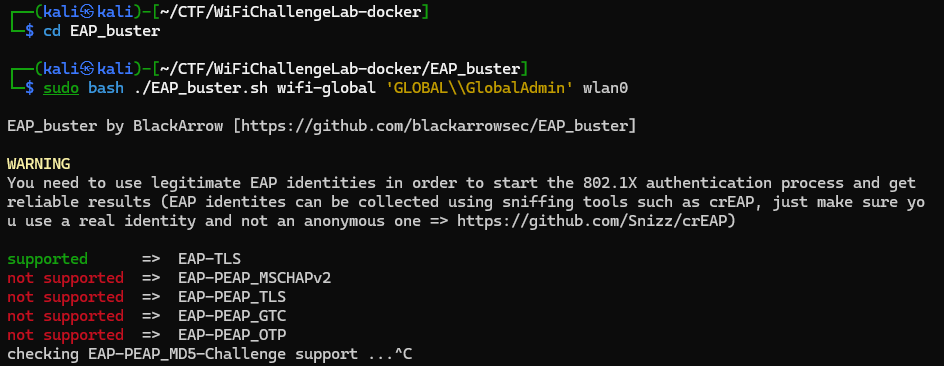 ┌──(kali㉿kali)-[~/CTF/WiFiChallengeLab-docker]
└─$ cd EAP_buster
┌──(kali㉿kali)-[~/CTF/WiFiChallengeLab-docker/EAP_buster]
└─$ sudo bash ./EAP_buster.sh wifi-global 'GLOBAL\\GlobalAdmin' wlan0
EAP_buster by BlackArrow [https://github.com/blackarrowsec/EAP_buster]
WARNING
You need to use legitimate EAP identities in order to start the 802.1X authentication process and get
reliable results (EAP identites can be collected using sniffing tools such as crEAP, just make sure yo
u use a real identity and not an anonymous one => https://github.com/Snizz/crEAP)
supported      =>  EAP-TLS
not supported  =>  EAP-PEAP_MSCHAPv2
not supported  =>  EAP-PEAP_TLS
not supported  =>  EAP-PEAP_GTC
not supported  =>  EAP-PEAP_OTP
checking EAP-PEAP_MD5-Challenge support ...^C